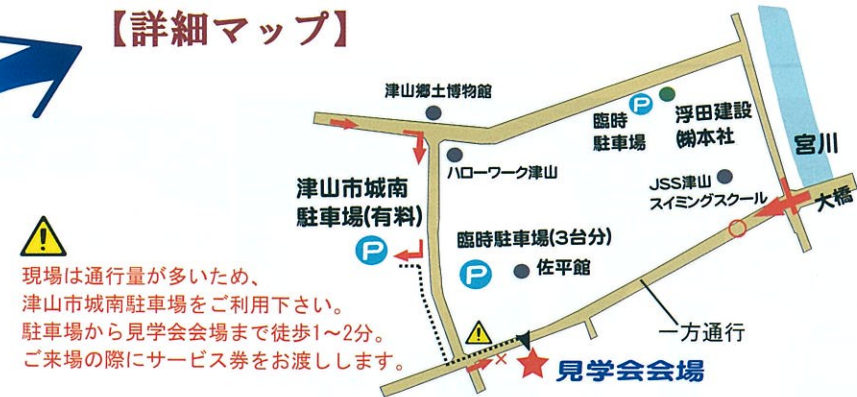 【詳細マップ】
津山郷土博物館
P
臨時
駐車場
浮田建設
㈱本社
宮川
ハローワーク津山
JSS津山
スイミングスクール
大橋
津山市城南
駐車場(有料)
P
臨時駐車場(3台分)
P
佐平館
現場は通行量が多いため、
津山市城南駐車場をご利用下さい。
駐車場から見学会会場まで徒歩1~2分。
ご来場の際にサービス券をお渡しします。
一方通行
見学会会場